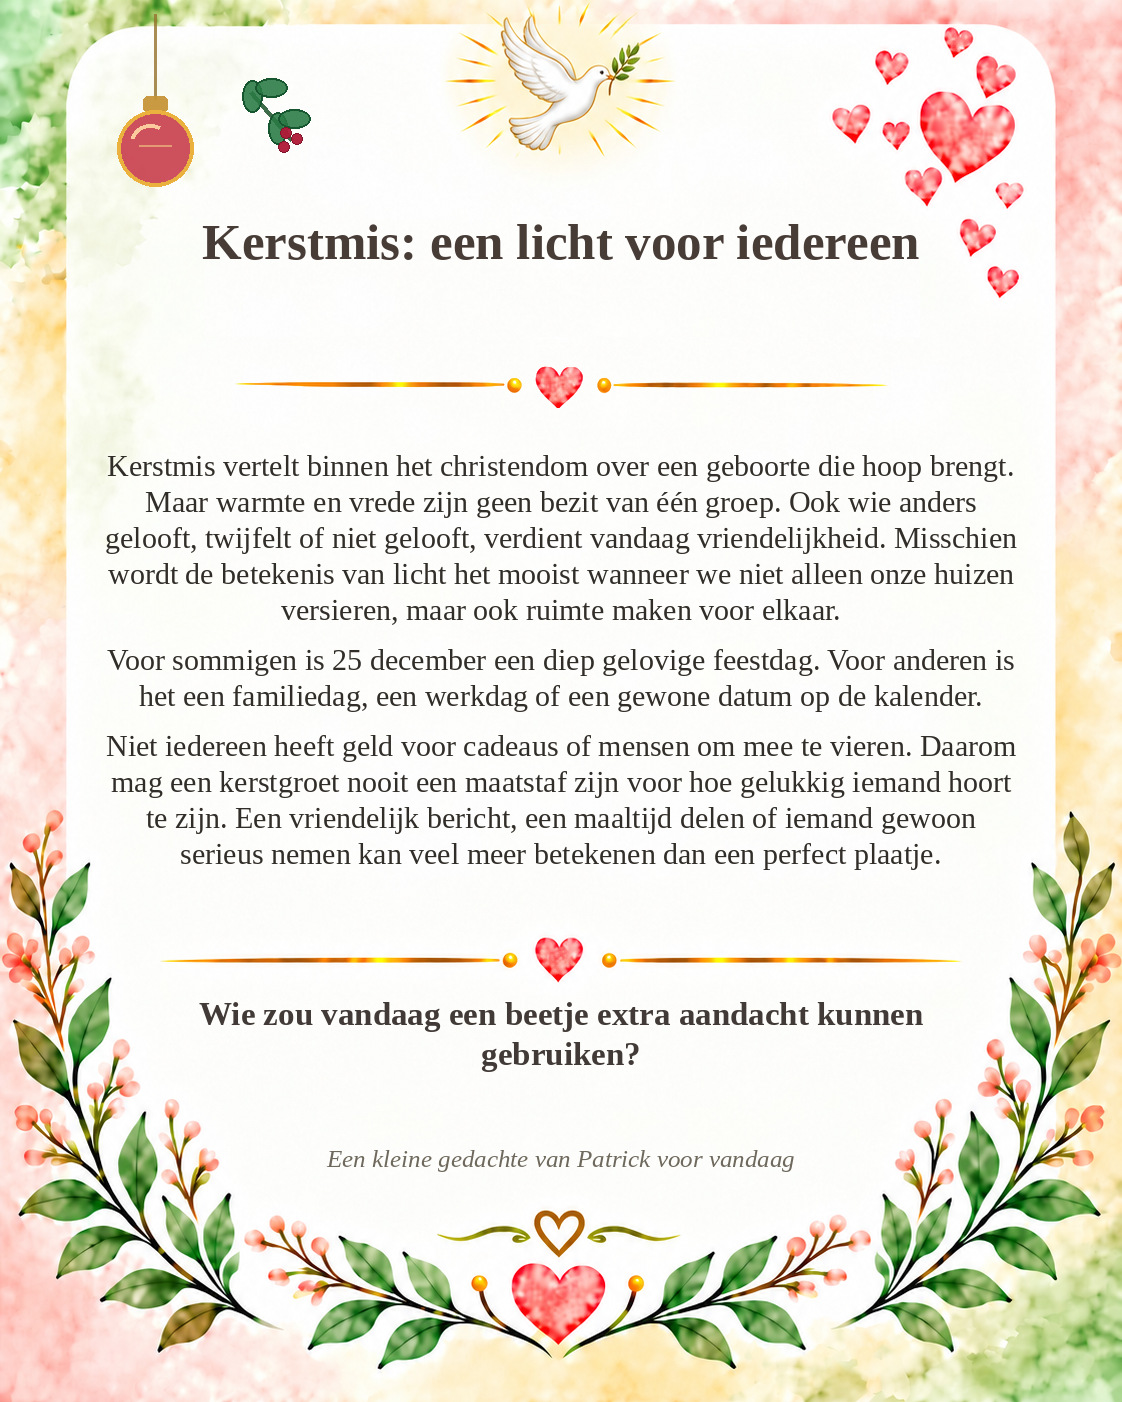 Kerstmis: een licht voor iedereen
Kerstmis vertelt binnen het christendom over een geboorte die hoop brengt.
Maar warmte en vrede zijn geen bezit van één groep. Ook wie anders
gelooft, twijfelt of niet gelooft, verdient vandaag vriendelijkheid. Misschien
wordt de betekenis van licht het mooist wanneer we niet alleen onze huizen
versieren, maar ook ruimte maken voor elkaar.
Voor sommigen is 25 december een diep gelovige feestdag. Voor anderen is
het een familiedag, een werkdag of een gewone datum op de kalender.
Niet iedereen heeft geld voor cadeaus of mensen om mee te vieren. Daarom
mag een kerstgroet nooit een maatstaf zijn voor hoe gelukkig iemand hoort
te zijn. Een vriendelijk bericht, een maaltijd delen of iemand gewoon
serieus nemen kan veel meer betekenen dan een perfect plaatje.
Wie zou vandaag een beetje extra aandacht kunnen
gebruiken?
Een kleine gedachte van Patrick voor vandaag